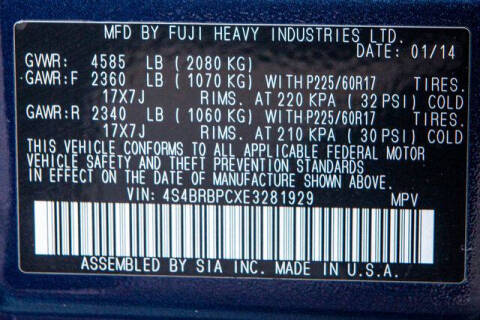 MFD BY FUJI HEAVY INDUSTRIES LTD.
DATE: 01/14
GVWR: 4585 LB (2080 KG)
GAWR:F 2360 LB (1070 KG) WITH P225/60R17 TIRES.
17X7J RIMS. AT 220 KPA (32 PSI) COLD
GAWR:R 2340 LB (1060 KG) WITH P225/60R17 TIRES.
17X7J RIMS. AT 210 KPA (30 PSI) COLD
THIS VEHICLE CONFORMS TO ALL APPLICABLE FEDERAL MOTOR
VEHICLE SAFETY AND THEFT PREVENTION STANDARDS
IN EFFECT ON THE DATE OF MANUFACTURE SHOWN ABOVE.
VIN: 4S4BRBPCXE3281929 MPV
ASSEMBLED BY SIA INC. MADE IN U.S.A.